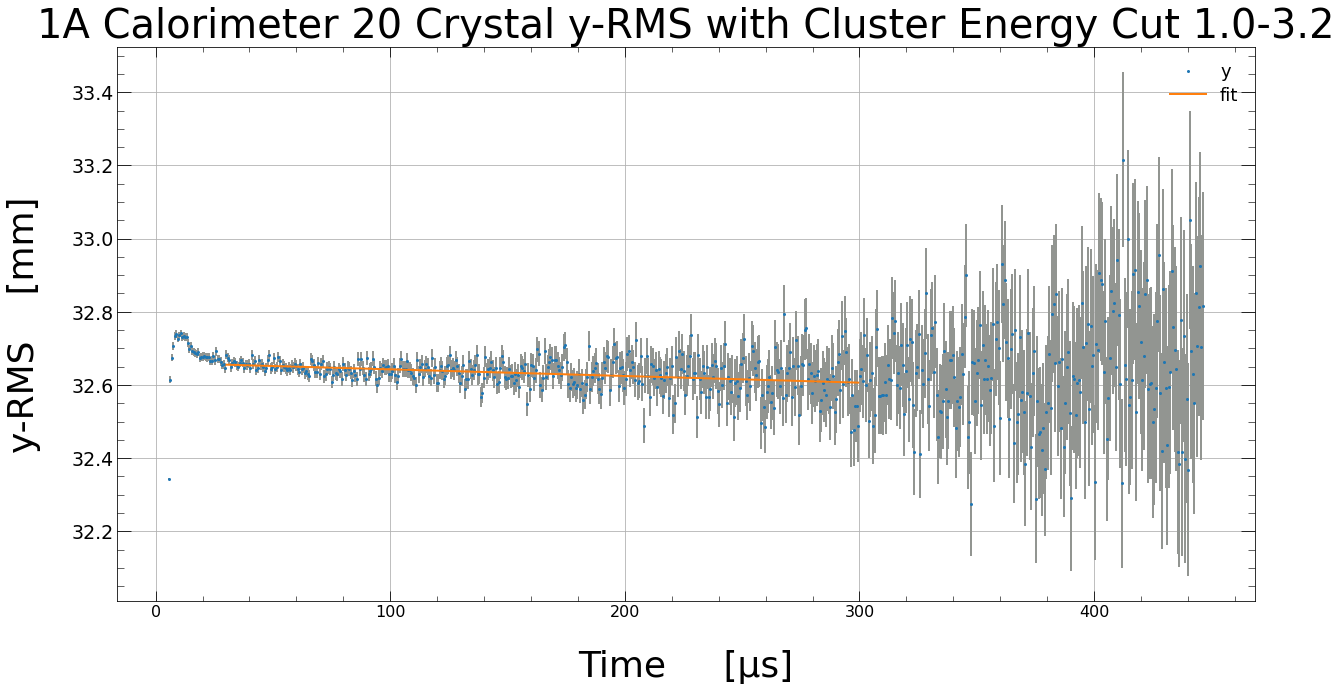 1A Calorimeter 20 Crystal y-RMS with Cluster Energy Cut 1.0-3.2
y
fit
33.4
33.2
33.0
32.8
32.6
32.4
32.2
y-RMS [mm]
0 100 200 300 400
Time [µs]